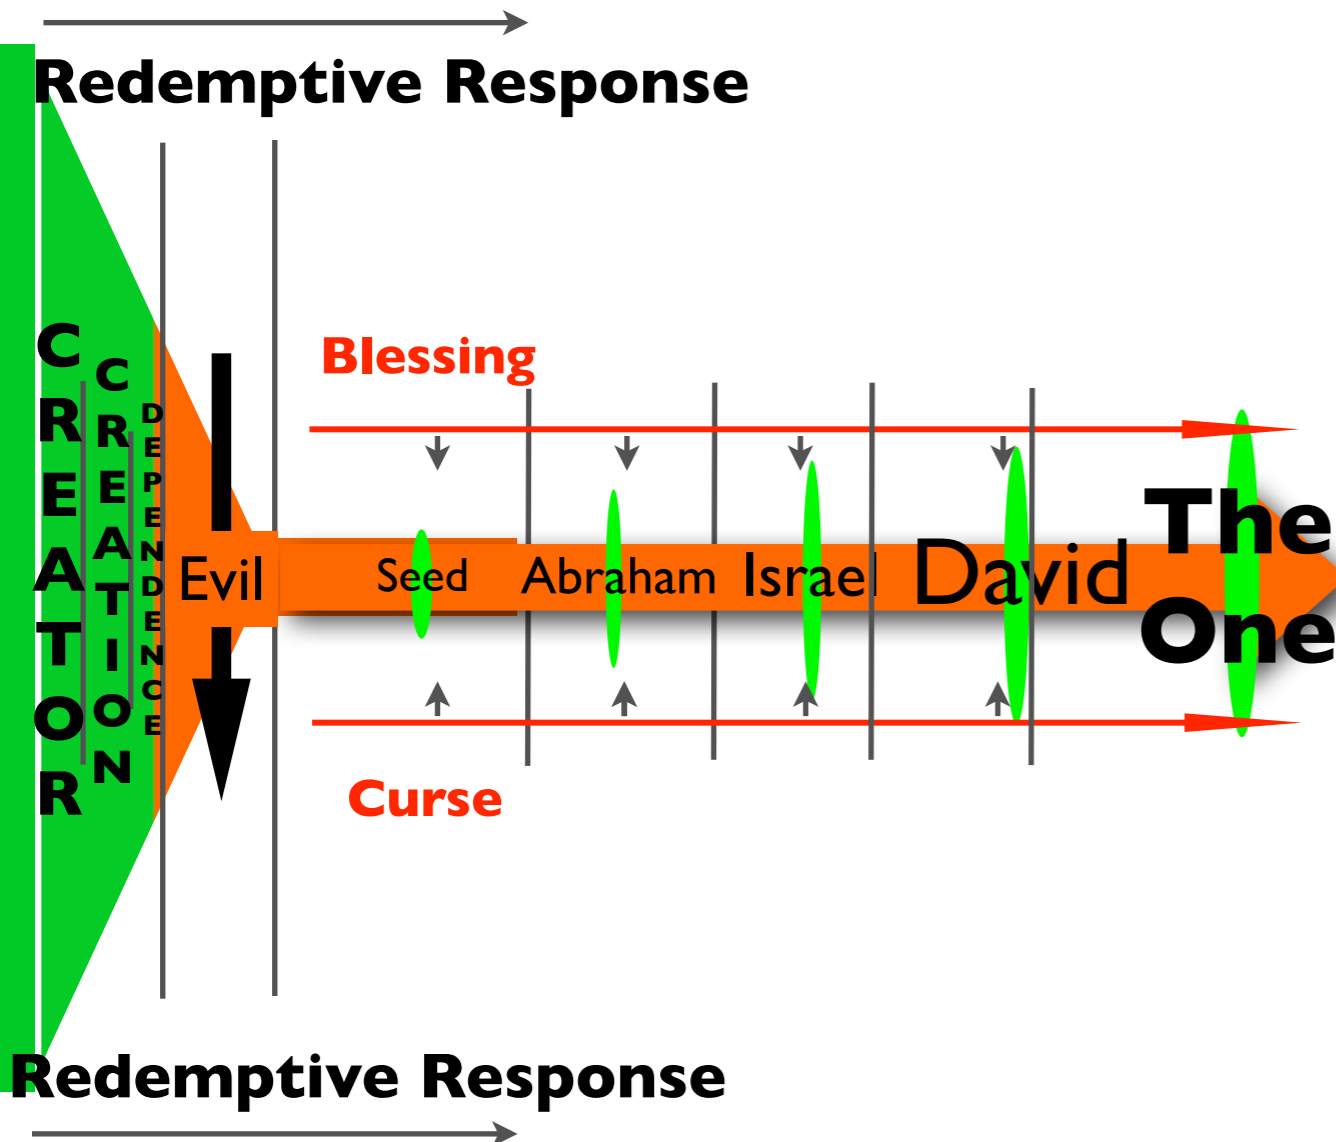 Redemptive Response
CREATOR
CREATION
DEPENDENCE
Evil
Blessing
Seed
Abraham
Israel
David
The
One
Curse
Redemptive Response